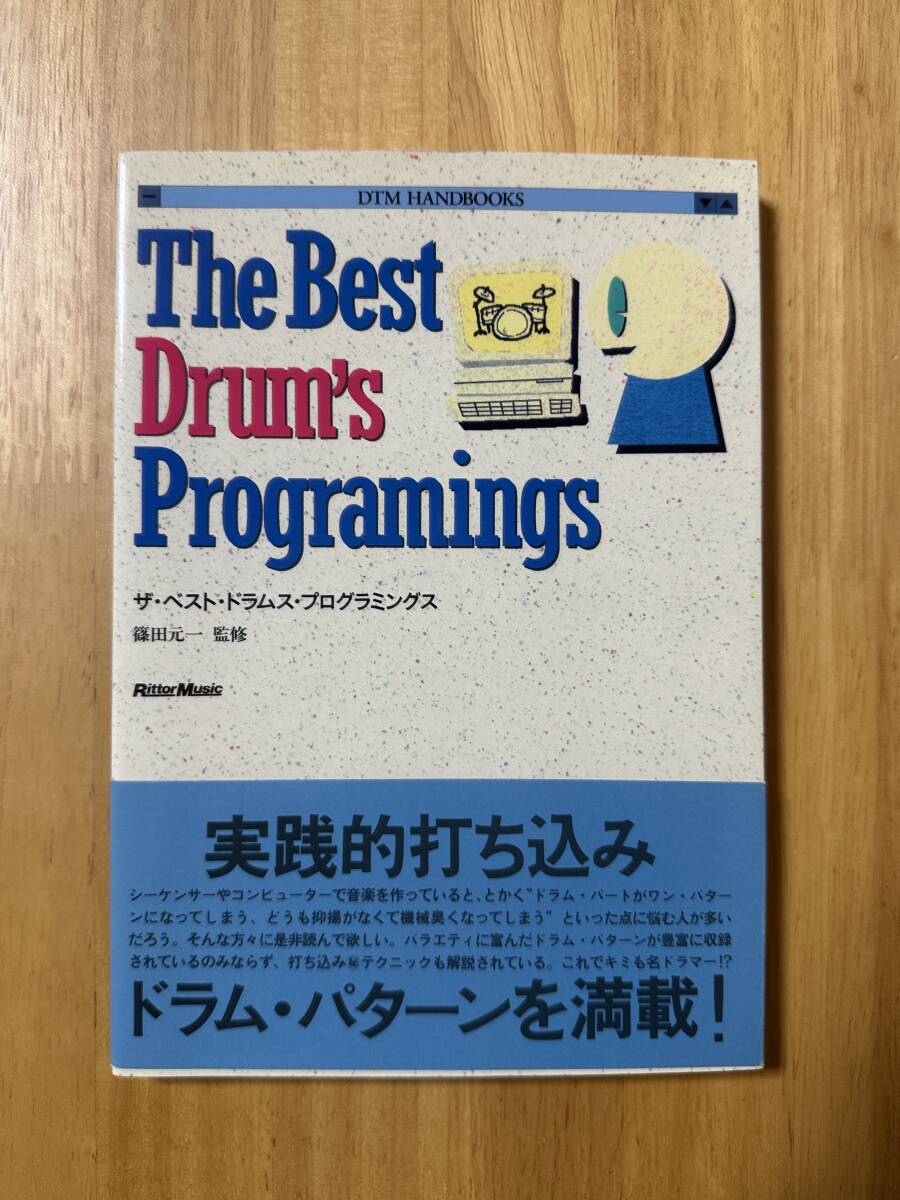 DTM HANDBOOKS
The Best
Drum's
Programings
ザ・ベスト・ドラムス・プログラミングス
篠田元一 監修
RittorMusic
実践的打ち込み
シーケンサーやコンピューターで音楽を作っていると、とかく“ドラム・パートがワン・パター
ンになってしまう、どうも抑揚がなくて機械臭くなってしまう”といった点に悩む人が多い
だろう。そんな方々に是非読んで欲しい。バラエティに富んだドラム・パターンが豊富に収録
されているのみならず、打ち込み㊙テクニックも解説されている。これでキミも名ドラマー!?
ドラム・パターンを満載！